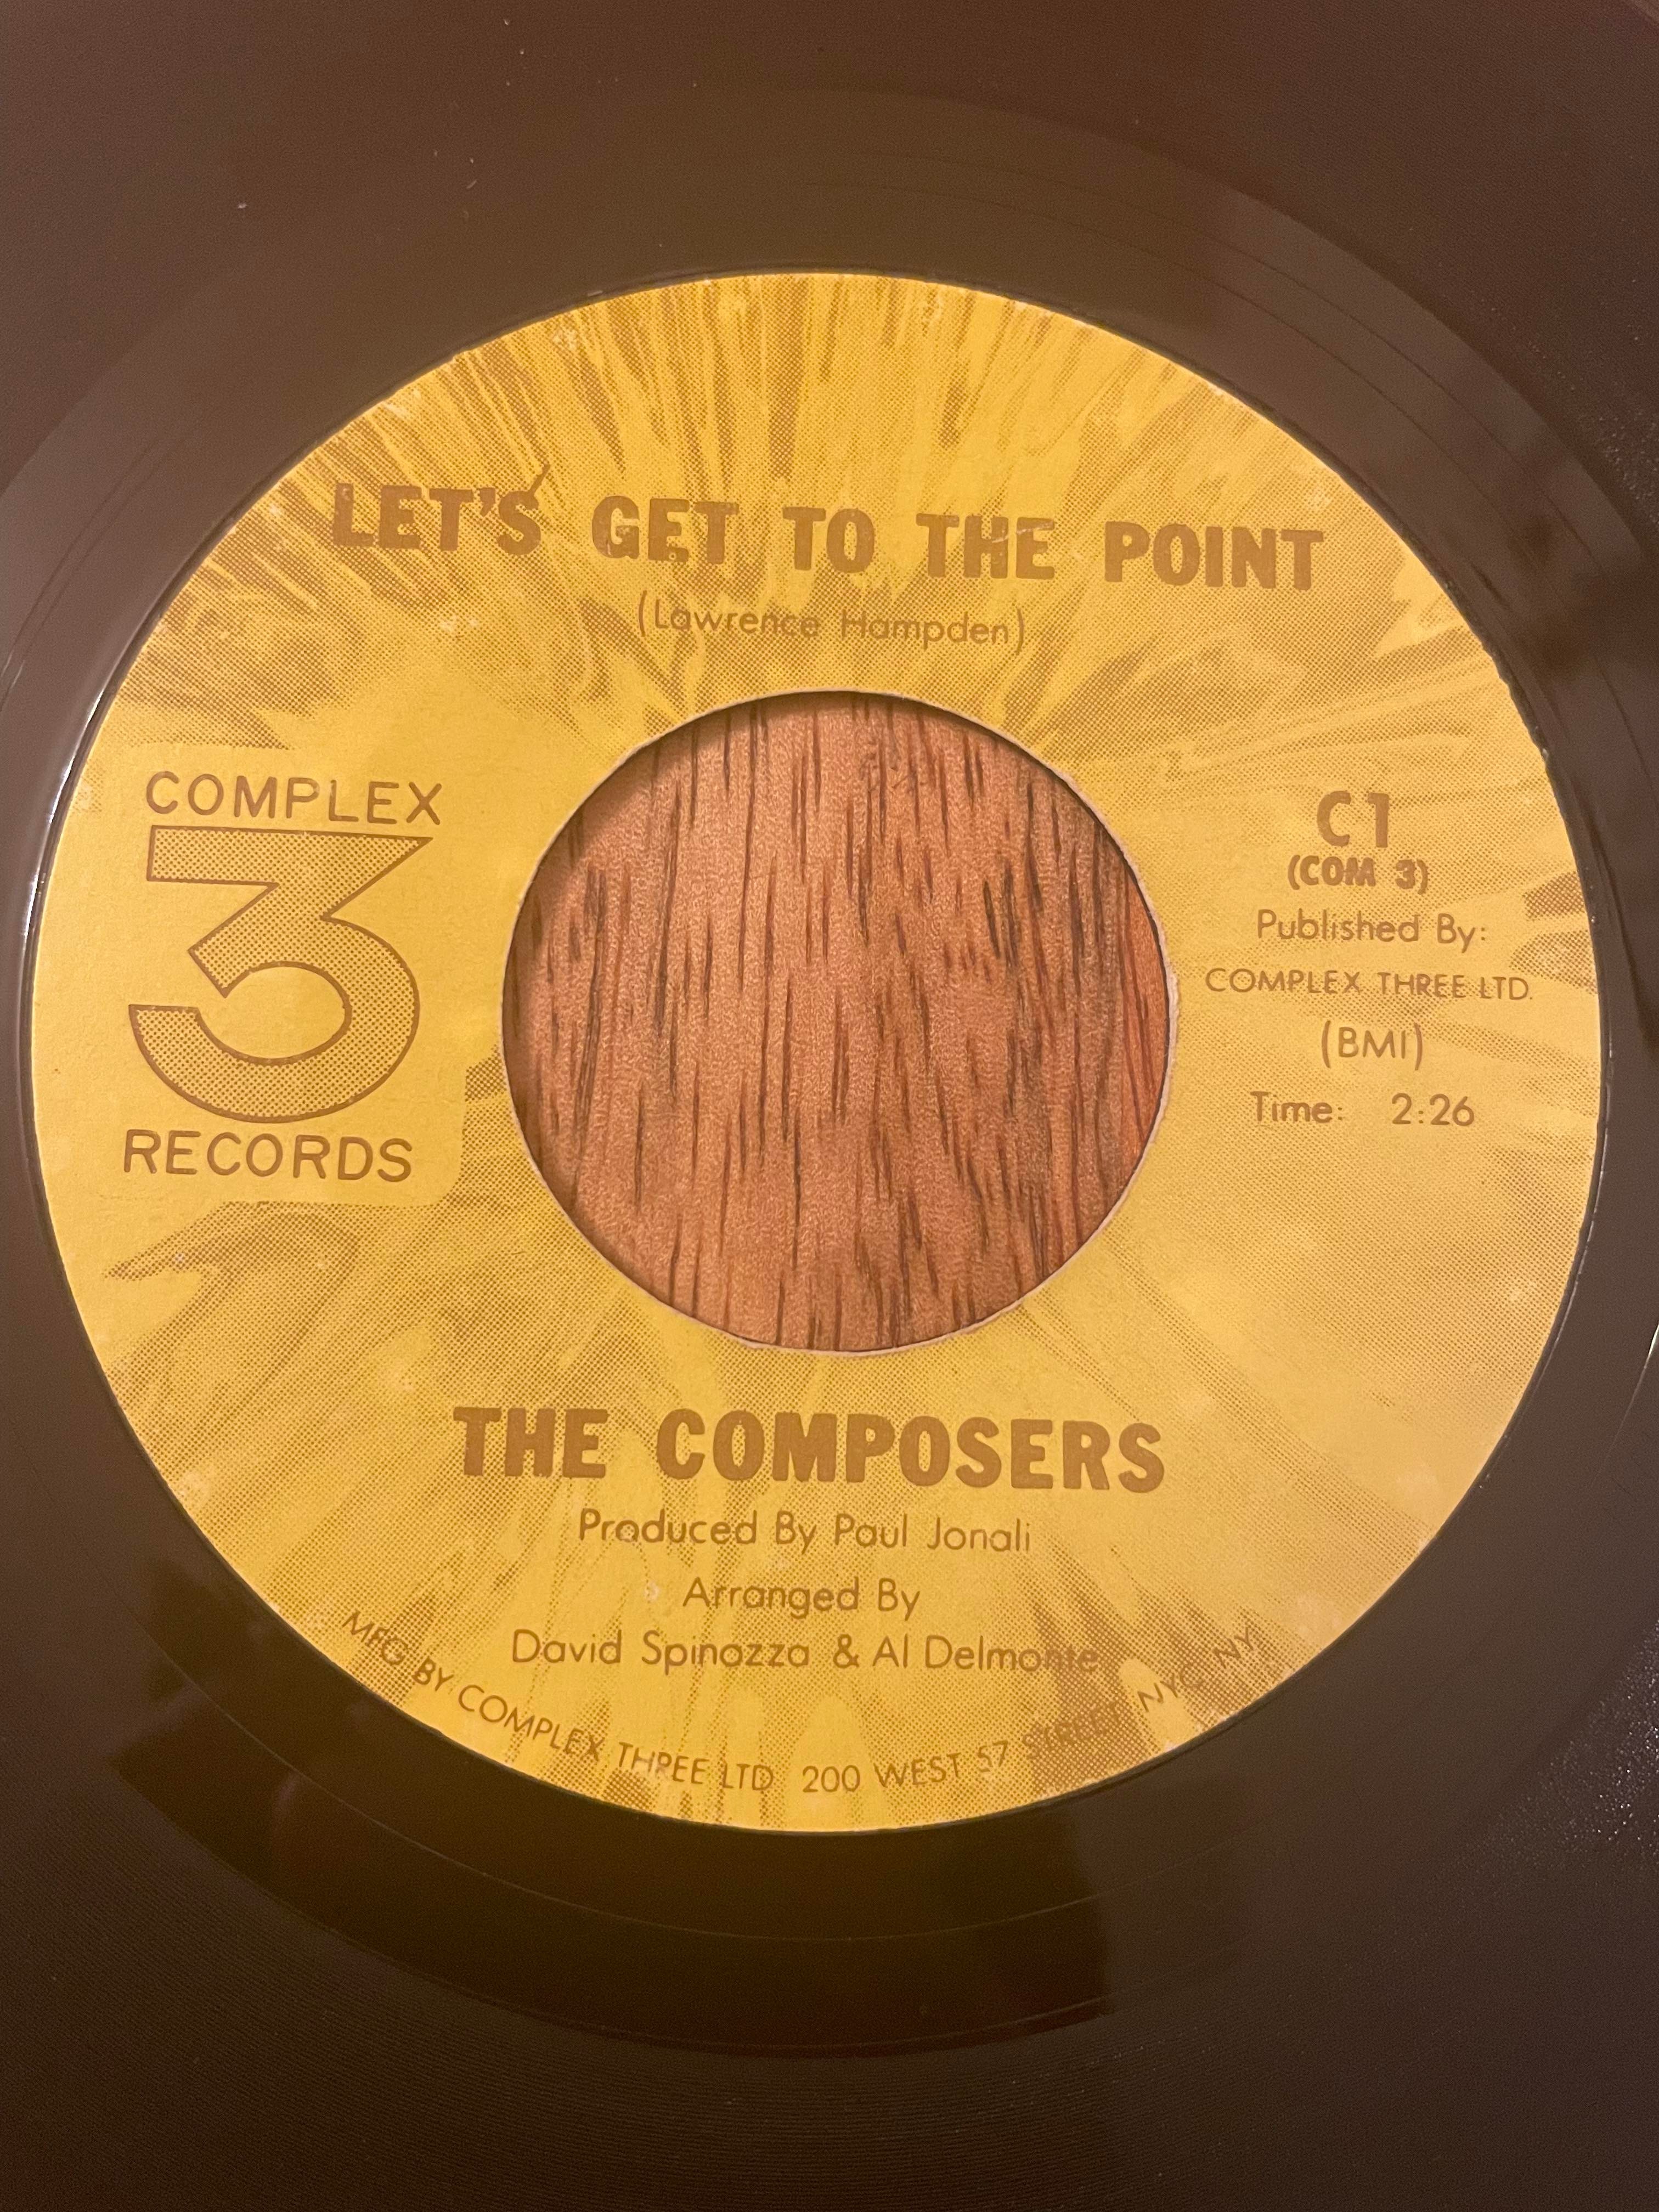 LET'S GET TO THE POINT
(Lawrence Hampden)
COMPLEX
3
RECORDS
C1
(COM 3)
Published By:
COMPLEX THREE LTD.
(BMI)
Time: 2:26
THE COMPOSERS
Produced By Paul Jonali
Arranged By
David Spinozza & Al Delmonte
MFG BY COMPLEX THREE LTD 200 WEST 57 STREET NYC NY